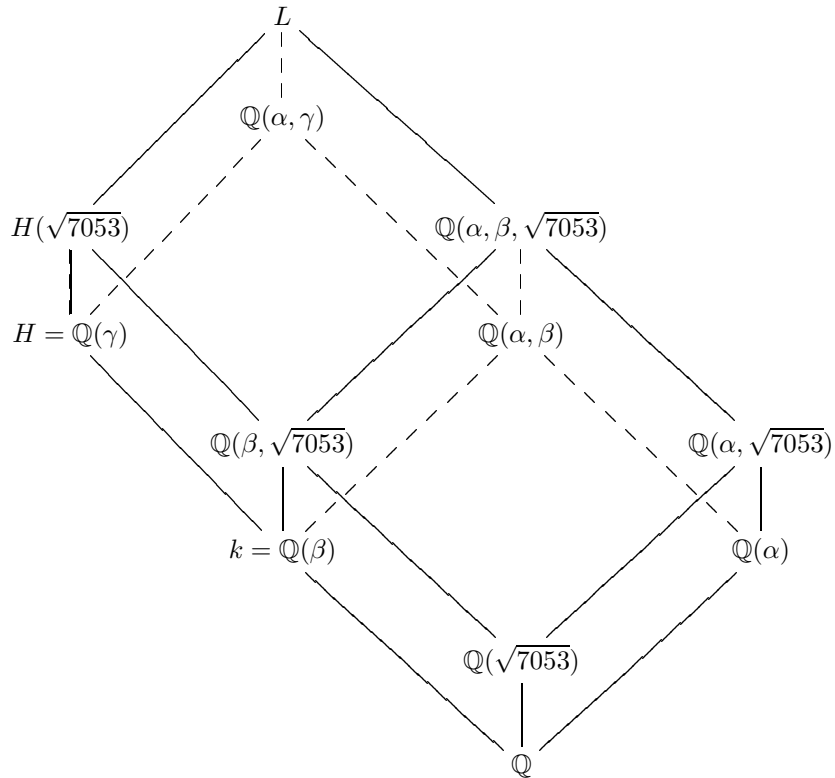 L
ℚ(α, γ)
H(√7053) ℚ(α, β, √7053)
H = ℚ(γ) ℚ(α, β)
ℚ(β, √7053) ℚ(α, √7053)
k = ℚ(β) ℚ(α)
ℚ(√7053)
ℚ